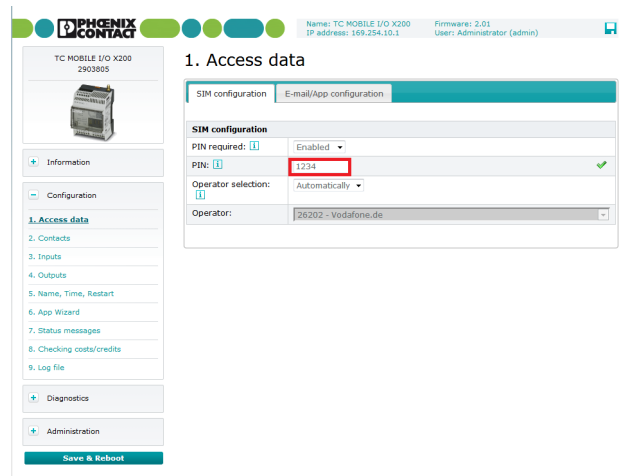 PHŒNIX
CONTACT
Name: TC MOBILE I/O X200
IP address: 169.254.10.1
Firmware: 2.01
User: Administrator (admin)
TC MOBILE I/O X200
2903805
1. Access data
SIM configuration
E-mail/App configuration
SIM configuration
PIN required: i
Enabled
PIN: i
1234
Operator selection:
i
Automatically
Operator:
26202 - Vodafone.de
+ Information
- Configuration
1. Access data
2. Contacts
3. Inputs
4. Outputs
5. Name, Time, Restart
6. App Wizard
7. Status messages
8. Checking costs/credits
9. Log file
+ Diagnostics
+ Administration
Save & Reboot